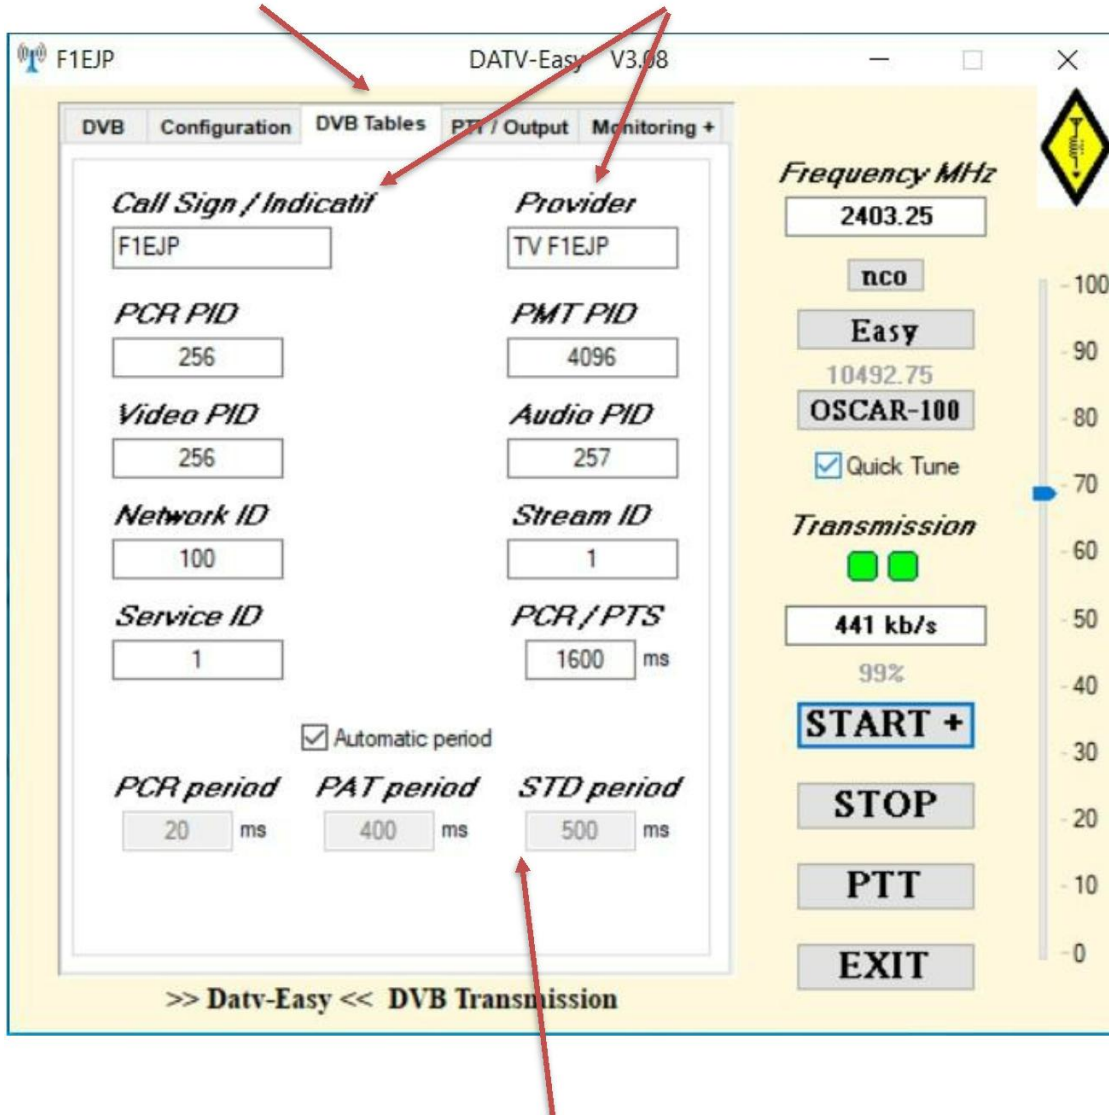 F1EJP DATV-Easy V3.08
DVB Configuration DVB Tables PTT / Output Monitoring +
Call Sign / Indicatif Provider
F1EJP TV F1EJP
PCR PID PMT PID
256 4096
Video PID Audio PID
256 257
Network ID Stream ID
100 1
Service ID PCR / PTS
1 1600 ms
Automatic period
PCR period PAT period STD period
20 ms 400 ms 500 ms
>> Datv-Easy << DVB Transmission
Frequency MHz
2403.25
nco
Easy
10492.75
OSCAR-100
Quick Tune
Transmission
441 kb/s
99%
START +
STOP
PTT
EXIT
100
90
80
70
60
50
40
30
20
10
0